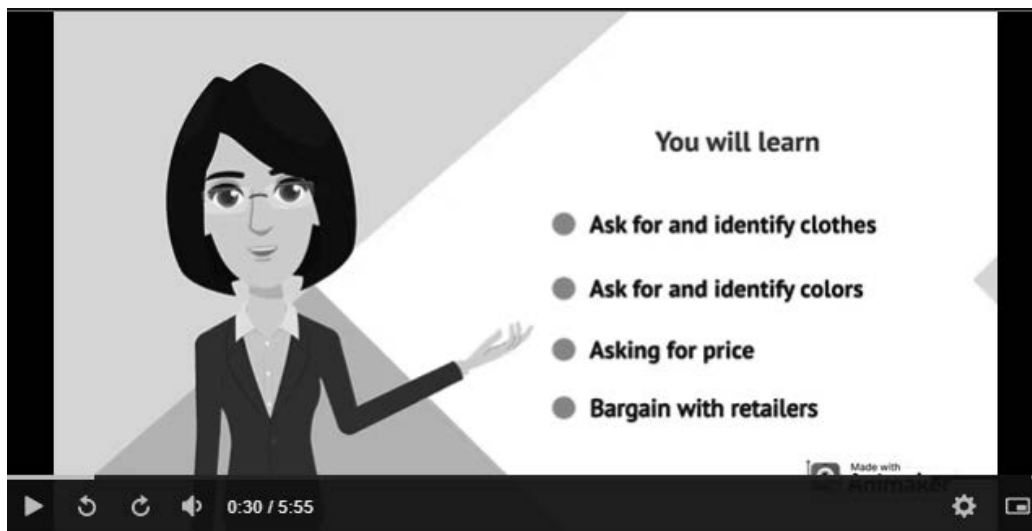 You will learn
Ask for and identify clothes
Ask for and identify colors
Asking for price
Bargain with retailers
Made with
Animaker
0:30 / 5:55